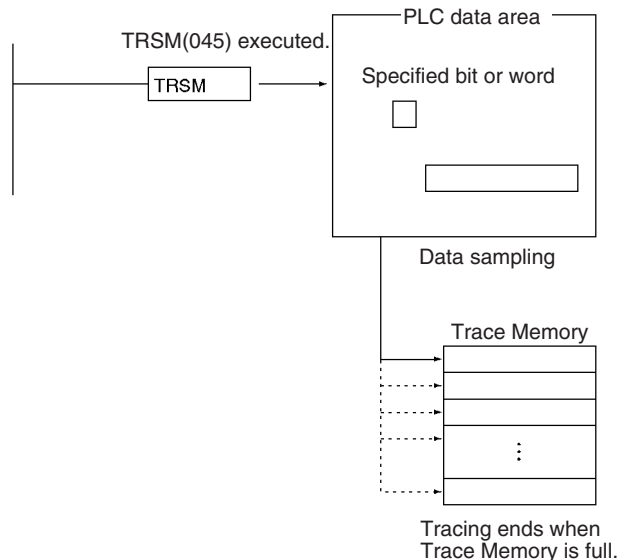 PLC data area
TRSM(045) executed.
Specified bit or word
TRSM
Data sampling
Trace Memory
Tracing ends when
Trace Memory is full.